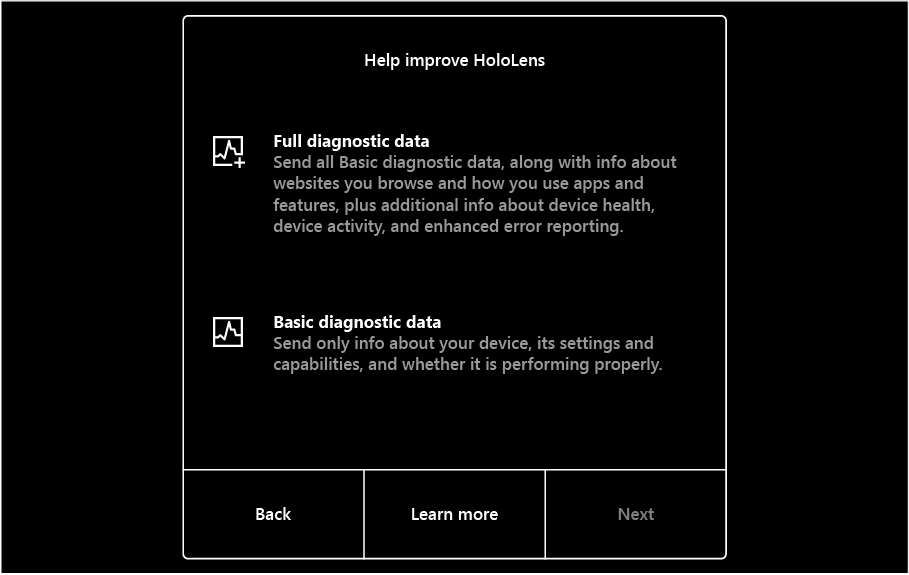 Help improve HoloLens
Full diagnostic data
Send all Basic diagnostic data, along with info about
websites you browse and how you use apps and
features, plus additional info about device health,
device activity, and enhanced error reporting.
Basic diagnostic data
Send only info about your device, its settings and
capabilities, and whether it is performing properly.
Back
Learn more
Next